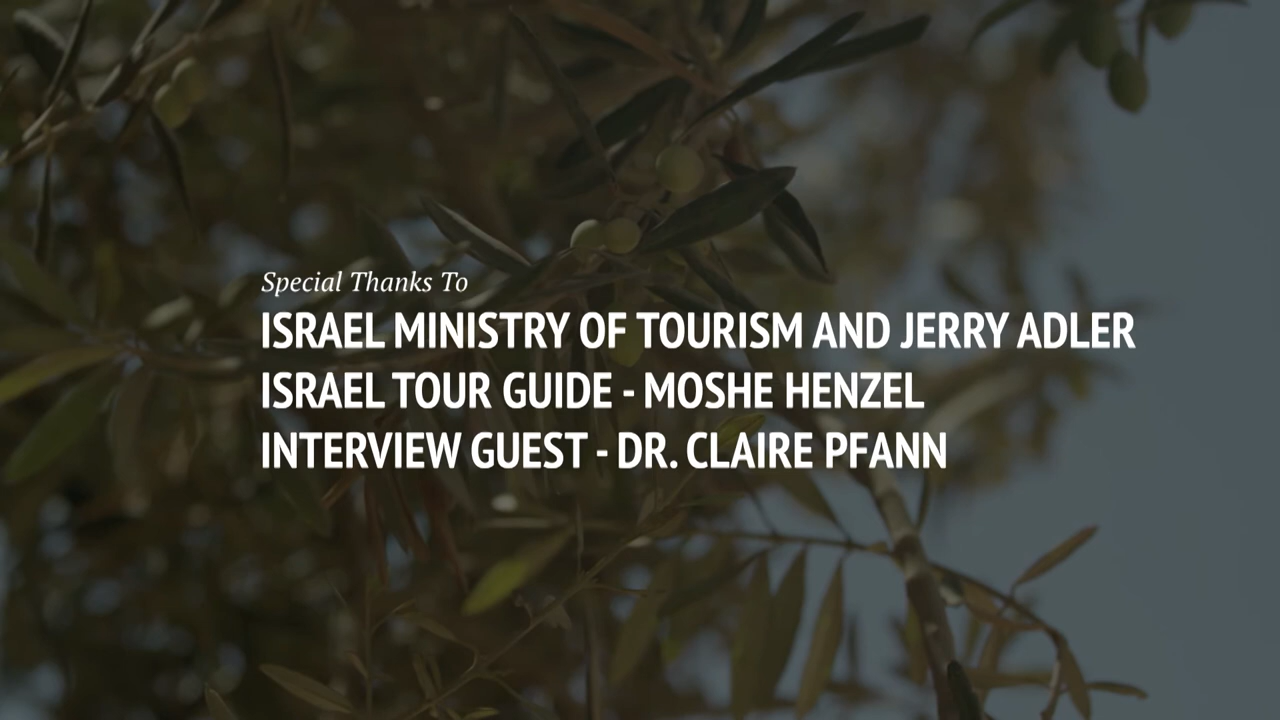 Special Thanks To
ISRAEL MINISTRY OF TOURISM AND JERRY ADLER
ISRAEL TOUR GUIDE - MOSHE HENZEL
INTERVIEW GUEST - DR. CLAIRE PFANN